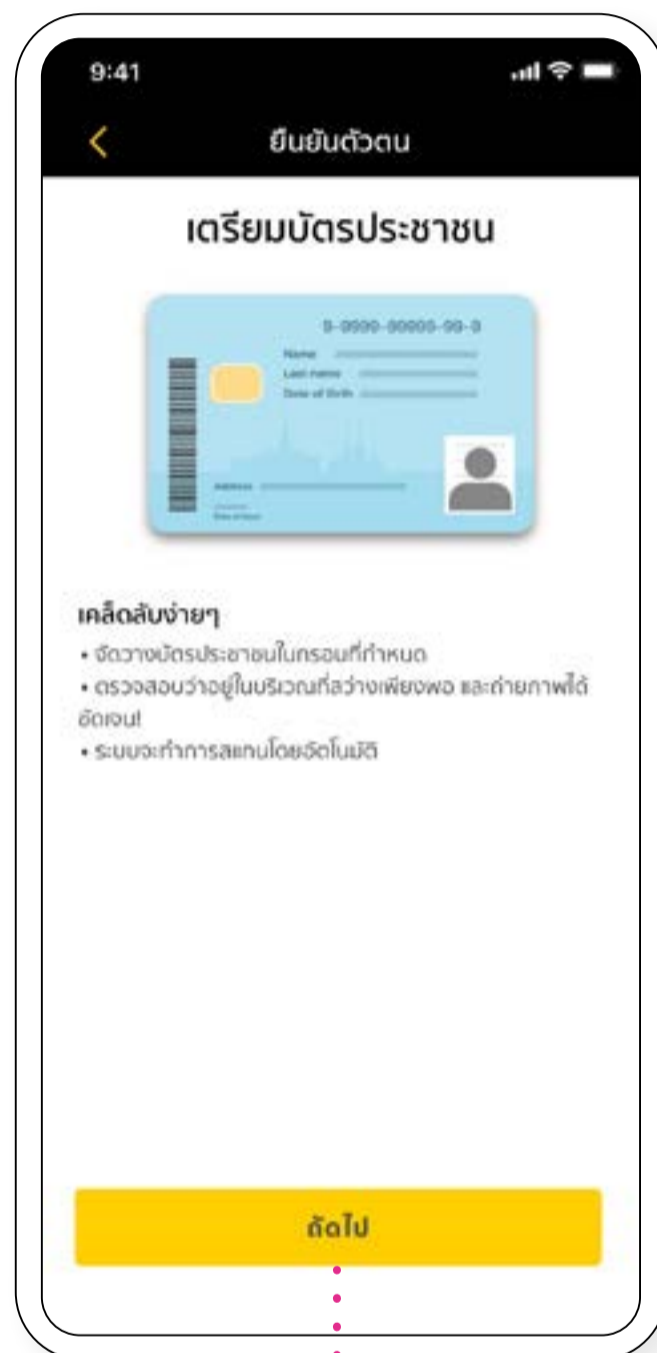 9:41
ยืนยันตัวตน
เตรียมบัตรประชาชน
Name
Last name
Date of Birth
Address
เคล็ดลับง่ายๆ
• จัดวางบัตรประชาชนในกรอบที่กำหนด
• ตรวจสอบว่าอยู่ในบริเวณที่สว่างเพียงพอ และถ่ายภาพได้
ชัดเจน!
• ระบบจะทำการสแกนโดยอัตโนมัติ
ถัดไป